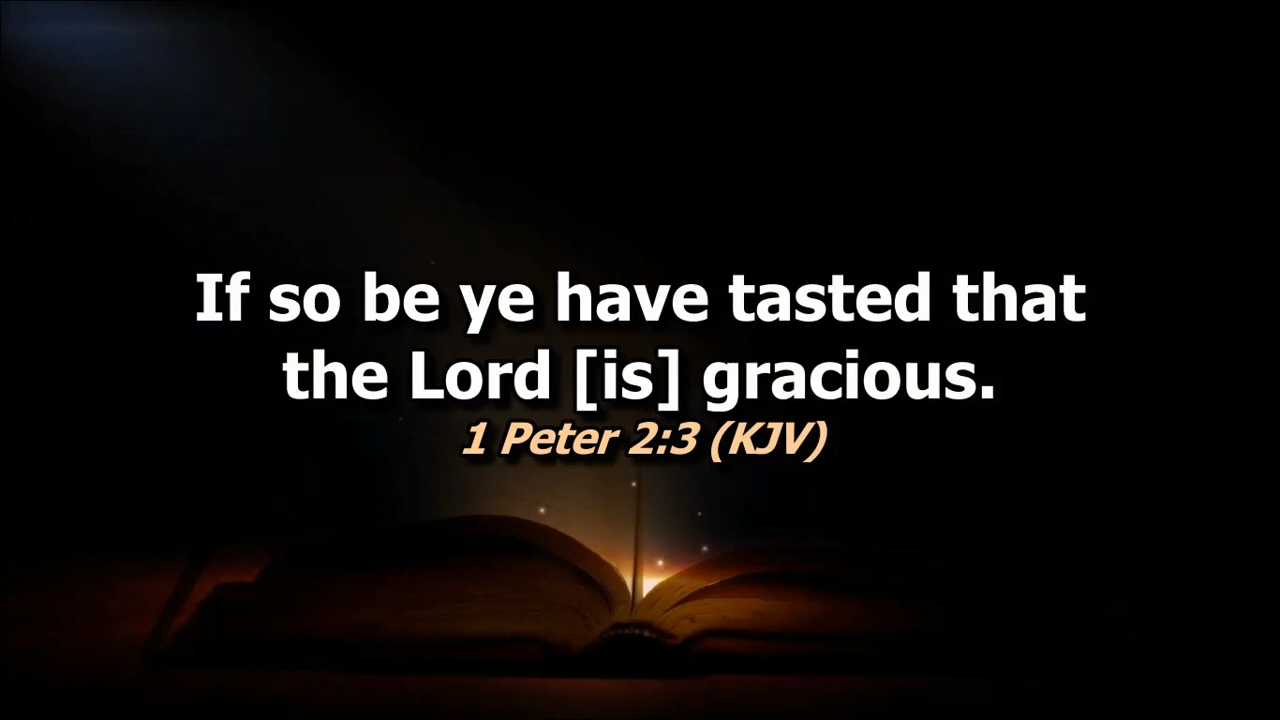 If so be ye have tasted that
the Lord [is] gracious.
1 Peter 2:3 (KJV)